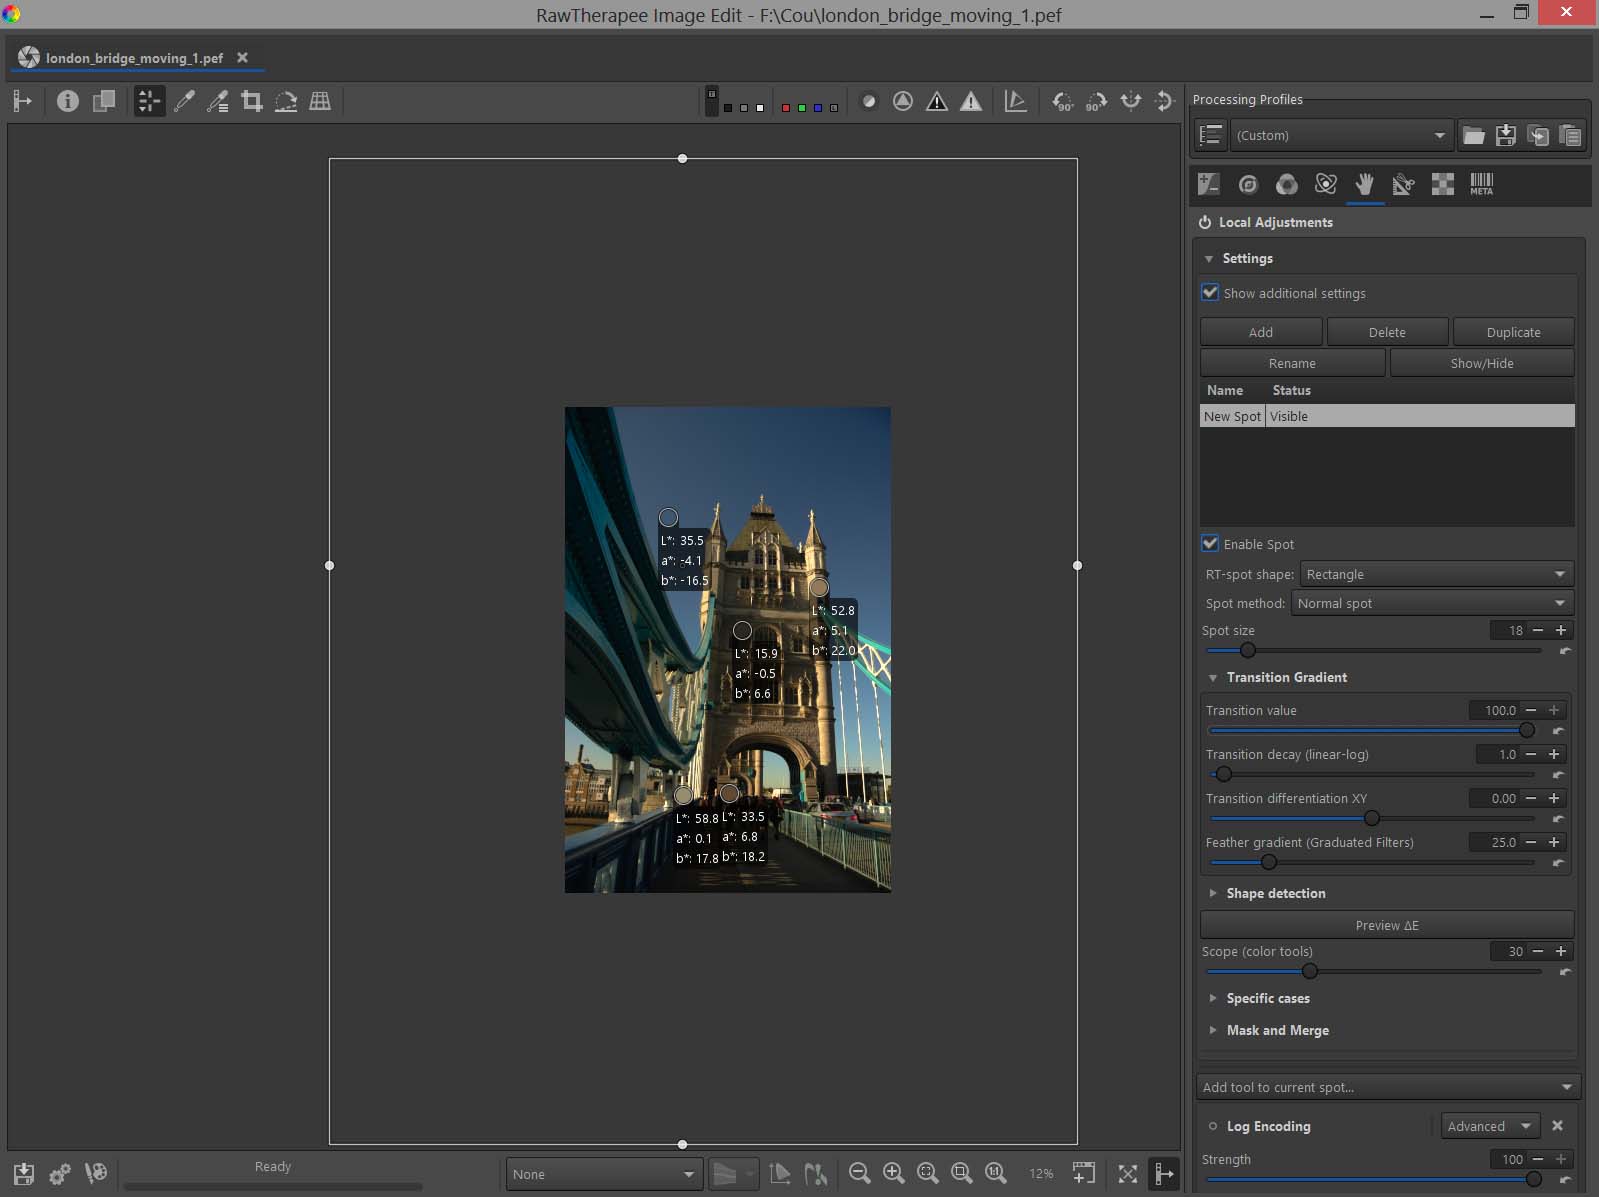 RawTherapee Image Edit - F:\Cou\london_bridge_moving_1.pef
london_bridge_moving_1.pef
Processing Profiles
(Custom)
META
Local Adjustments
Settings
Show additional settings
Add Delete Duplicate
Rename Show/Hide
Name Status
New Spot Visible
Enable Spot
RT-spot shape: Rectangle
Spot method: Normal spot
Spot size 18
Transition Gradient
Transition value 100.0
Transition decay (linear-log) 1.0
Transition differentiation XY 0.00
Feather gradient (Graduated Filters) 25.0
Shape detection
Preview ΔE
Scope (color tools) 30
Specific cases
Mask and Merge
Add tool to current spot...
Log Encoding Advanced
Strength 100
L*: 35.5
a*: -4.1
b*: -16.5
L*: 52.8
a*: 5.1
b*: 22.0
L*: 15.9
a*: -0.5
b*: 6.6
L*: 58.8
a*: 0.1
b*: 17.8
L*: 33.5
a*: 6.8
b*: 18.2
Ready
None
12%
90°
90°
1:1